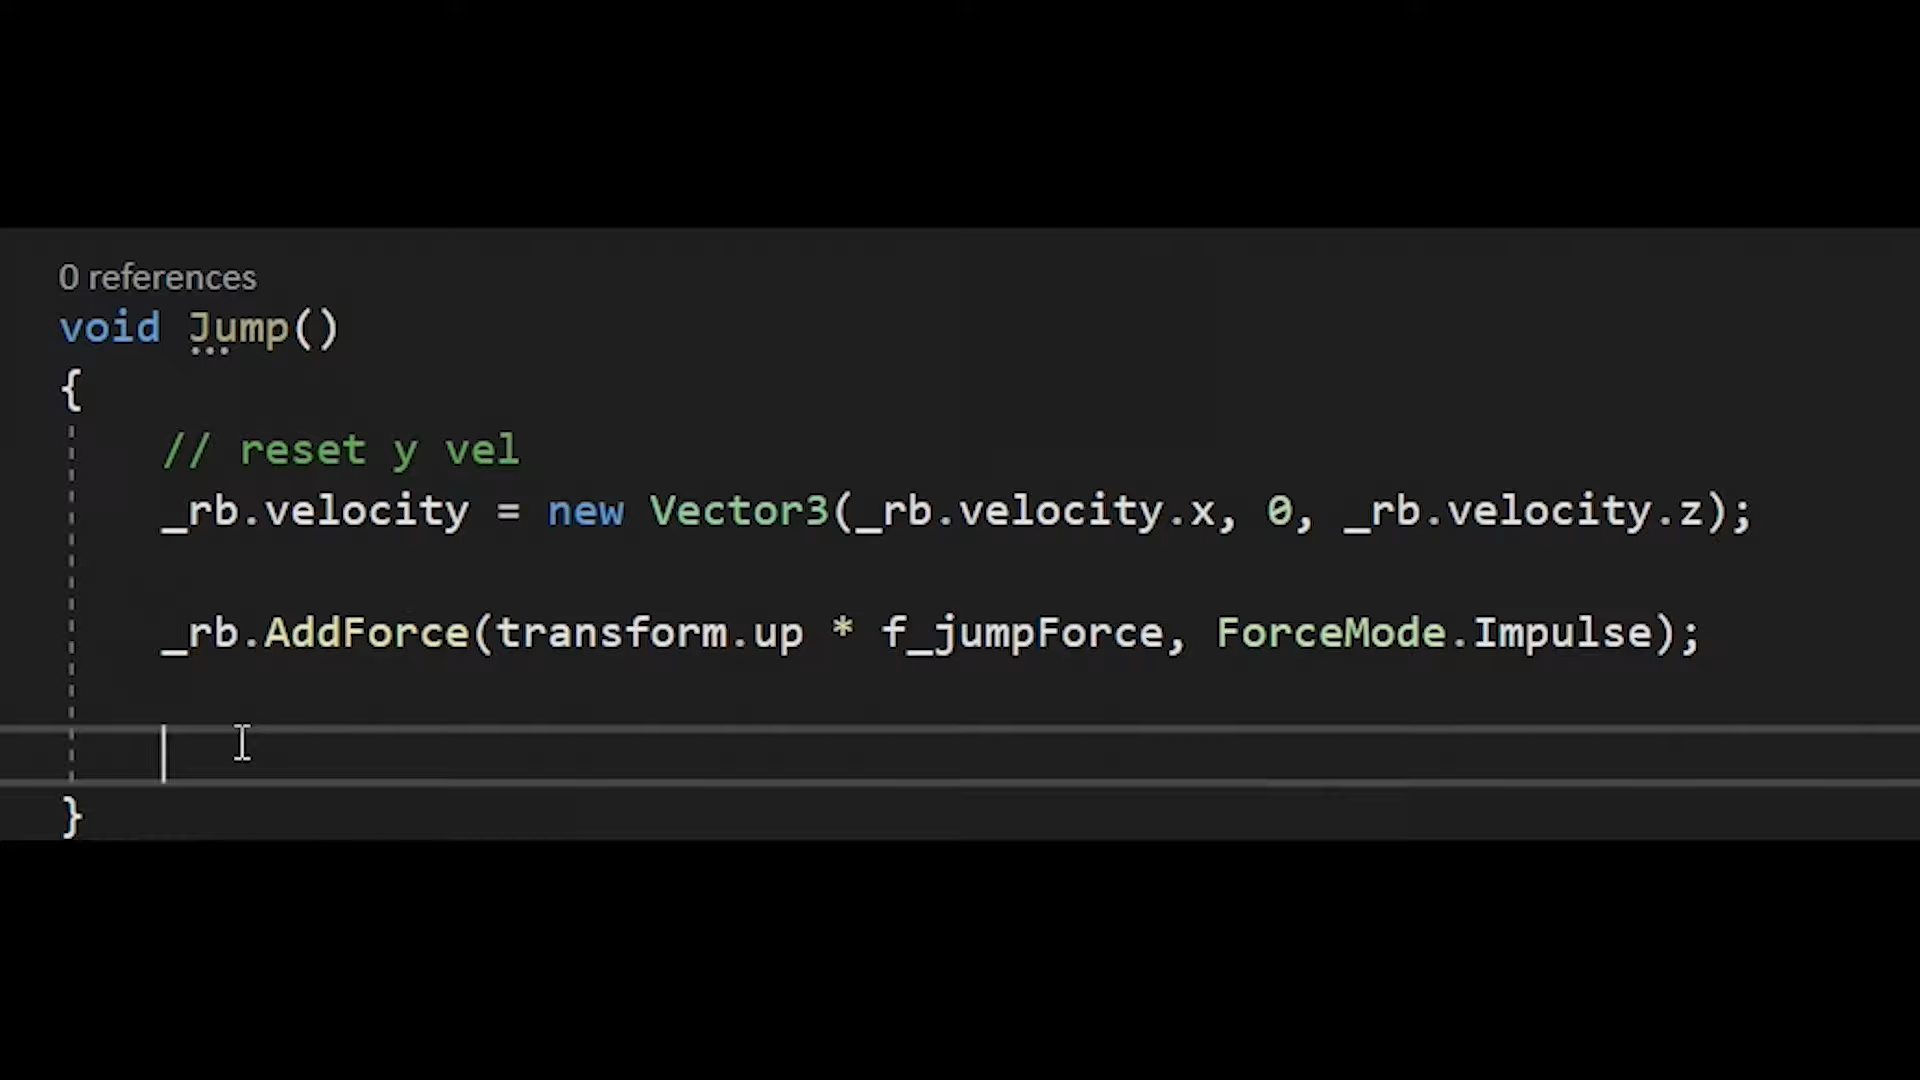 0 references
void Jump()
{
// reset y vel
_rb.velocity = new Vector3(_rb.velocity.x, 0, _rb.velocity.z);
_rb.AddForce(transform.up * f_jumpForce, ForceMode.Impulse);
}